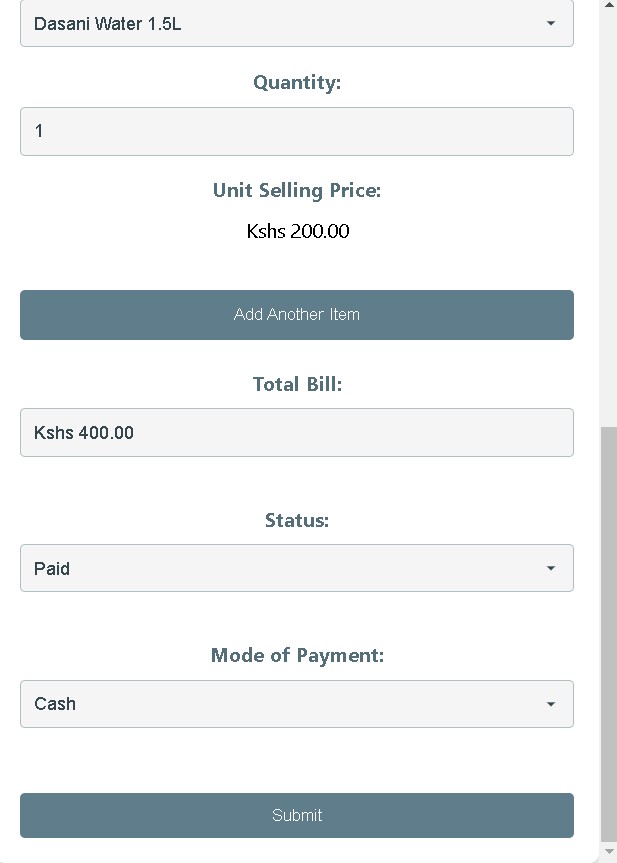 Dasani Water 1.5L
Quantity:
1
Unit Selling Price:
Kshs 200.00
Add Another Item
Total Bill:
Kshs 400.00
Status:
Paid
Mode of Payment:
Cash
Submit